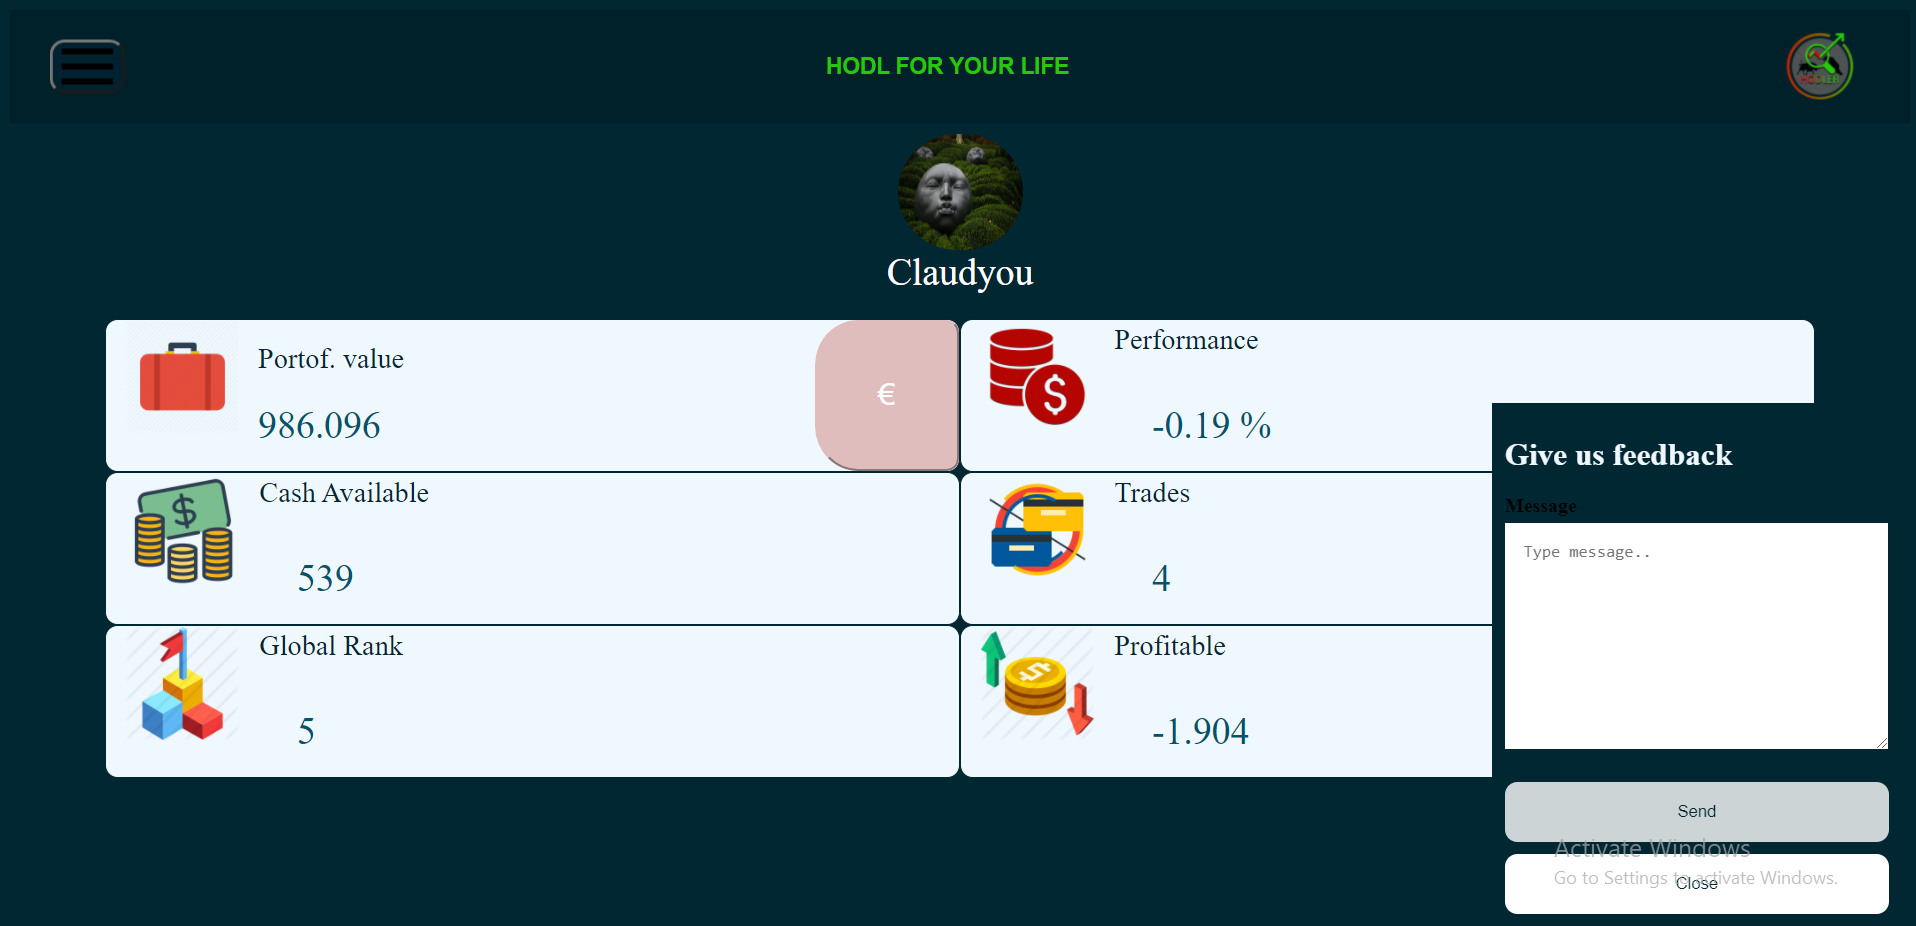 HODL FOR YOUR LIFE
HODLER
Claudyou
Portof. value
986.096
€
Performance
-0.19 %
Cash Available
539
Trades
4
Global Rank
5
Profitable
-1.904
Give us feedback
Message
Type message..
Send
Activate Windows
Go to Settings to activate Windows.
Close